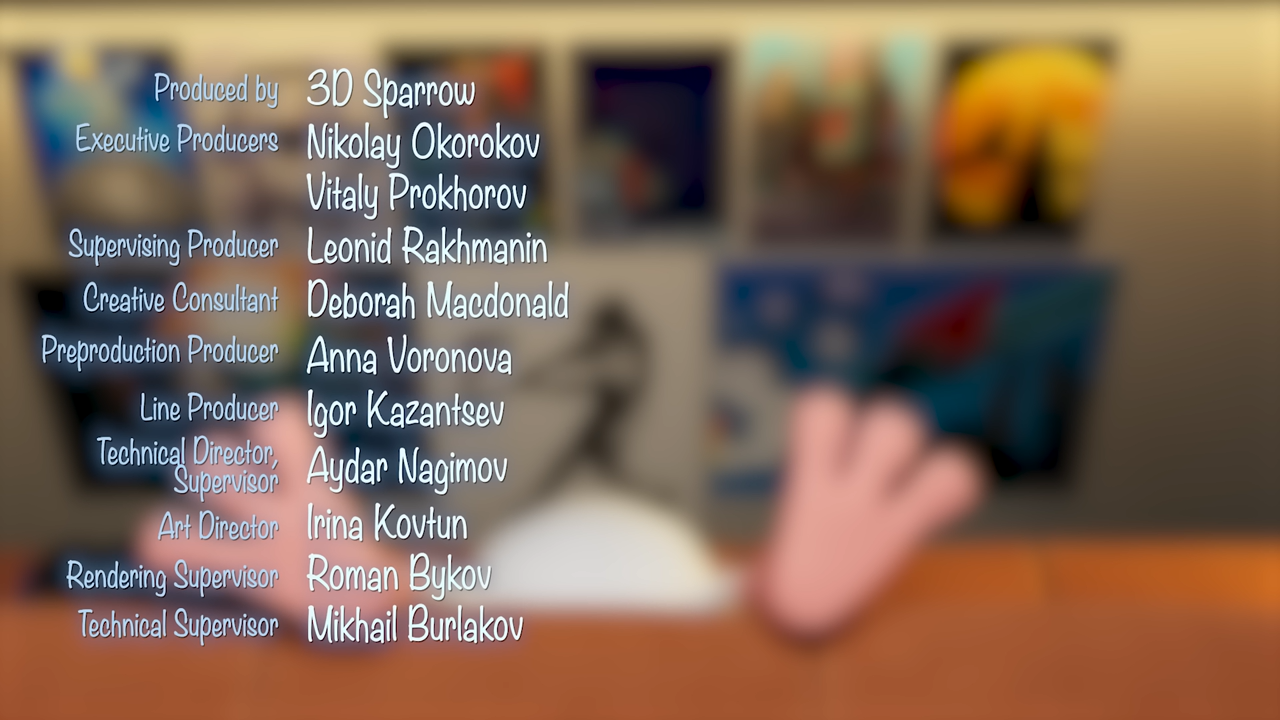 Produced by 3D Sparrow
Executive Producers Nikolay Okorokov
Vitaly Prokhorov
Supervising Producer Leonid Rakhmanin
Creative Consultant Deborah Macdonald
Preproduction Producer Anna Voronova
Line Producer Igor Kazantsev
Technical Director,
Supervisor Aydar Nagimov
Art Director Irina Kovtun
Rendering Supervisor Roman Bykov
Technical Supervisor Mikhail Burlakov